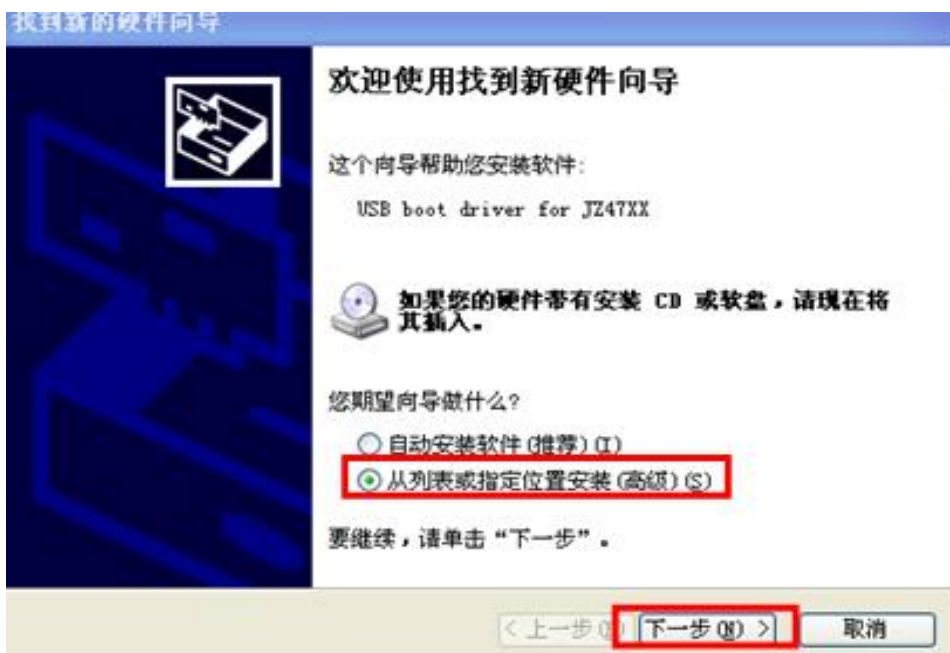 找到新的硬件向导
欢迎使用找到新硬件向导
这个向导帮助您安装软件:
USB boot driver for JZ47XX
如果您的硬件带有安装 CD 或软盘，请现在将
其插入。
您期望向导做什么?
自动安装软件(推荐)(I)
从列表或指定位置安装(高级)(S)
要继续，请单击“下一步”。
<上一步
下一步(N) >
取消